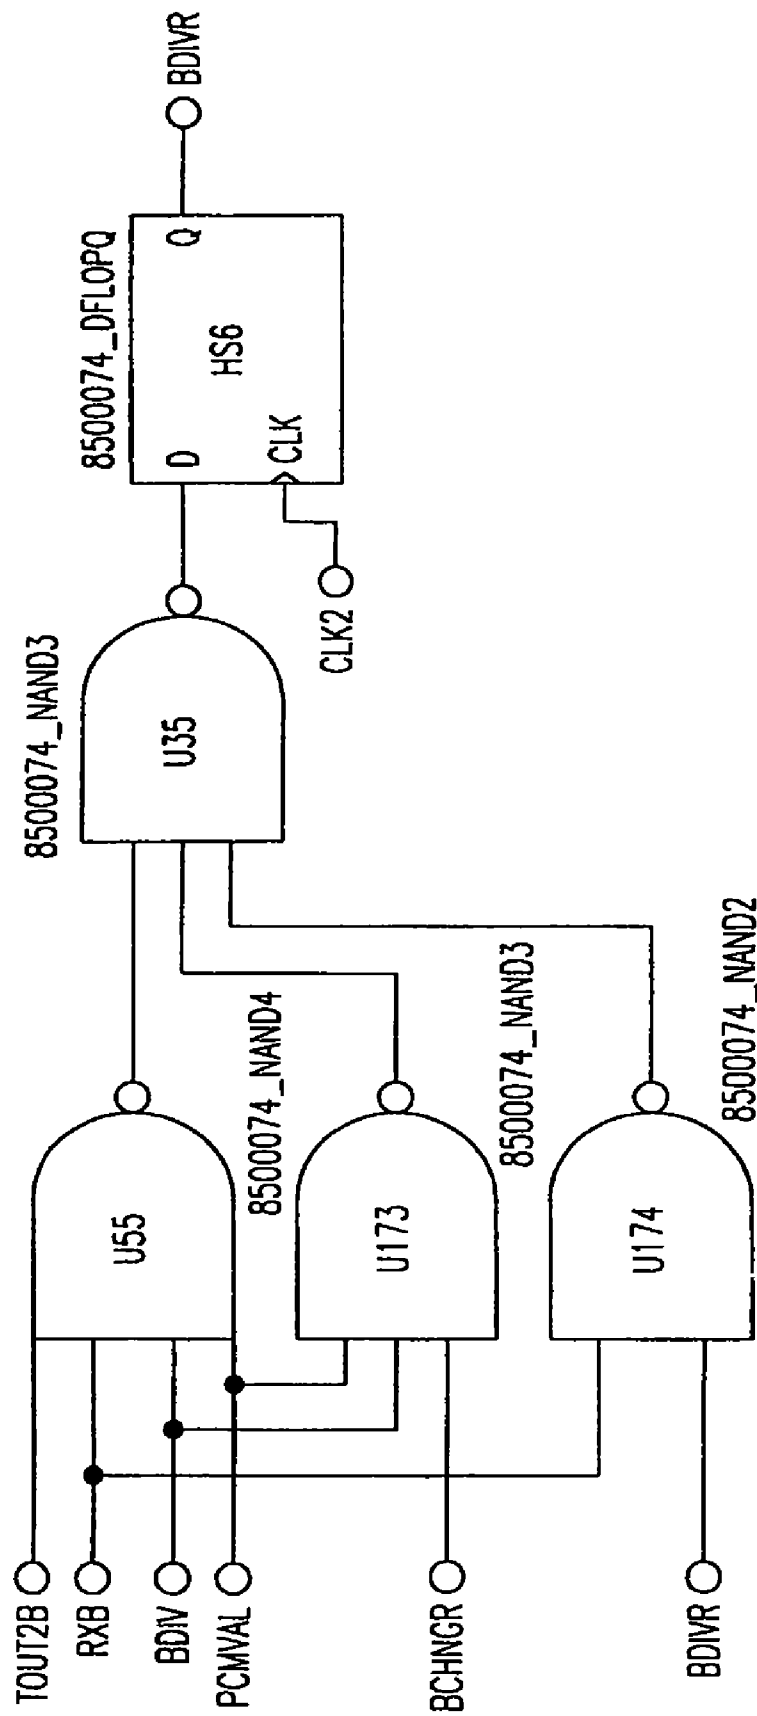 TOUT2B
RXB
BDIV
PCMVAL
BCHNGR
BDIVR
U55
8500074_NAND4
U173
8500074_NAND3
U174
8500074_NAND2
8500074_NAND3
U35
CLK2
8500074_DFLOPQ
D
Q
HS6
CLK
BDIVR